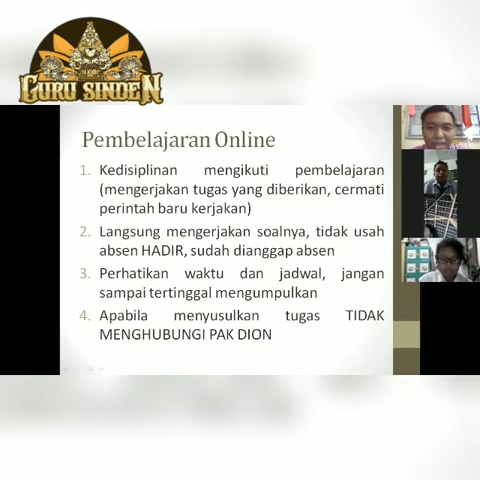 GURU SINDEN
Pembelajaran Online
1. Kedisiplinan mengikuti pembelajaran
(mengerjakan tugas yang diberikan, cermati
perintah baru kerjakan)
2. Langsung mengerjakan soalnya, tidak usah
absen HADIR, sudah dianggap absen
3. Perhatikan waktu dan jadwal, jangan
sampai tertinggal mengumpulkan
4. Apabila menyusulkan tugas TIDAK
MENGHUBUNGI PAK DION